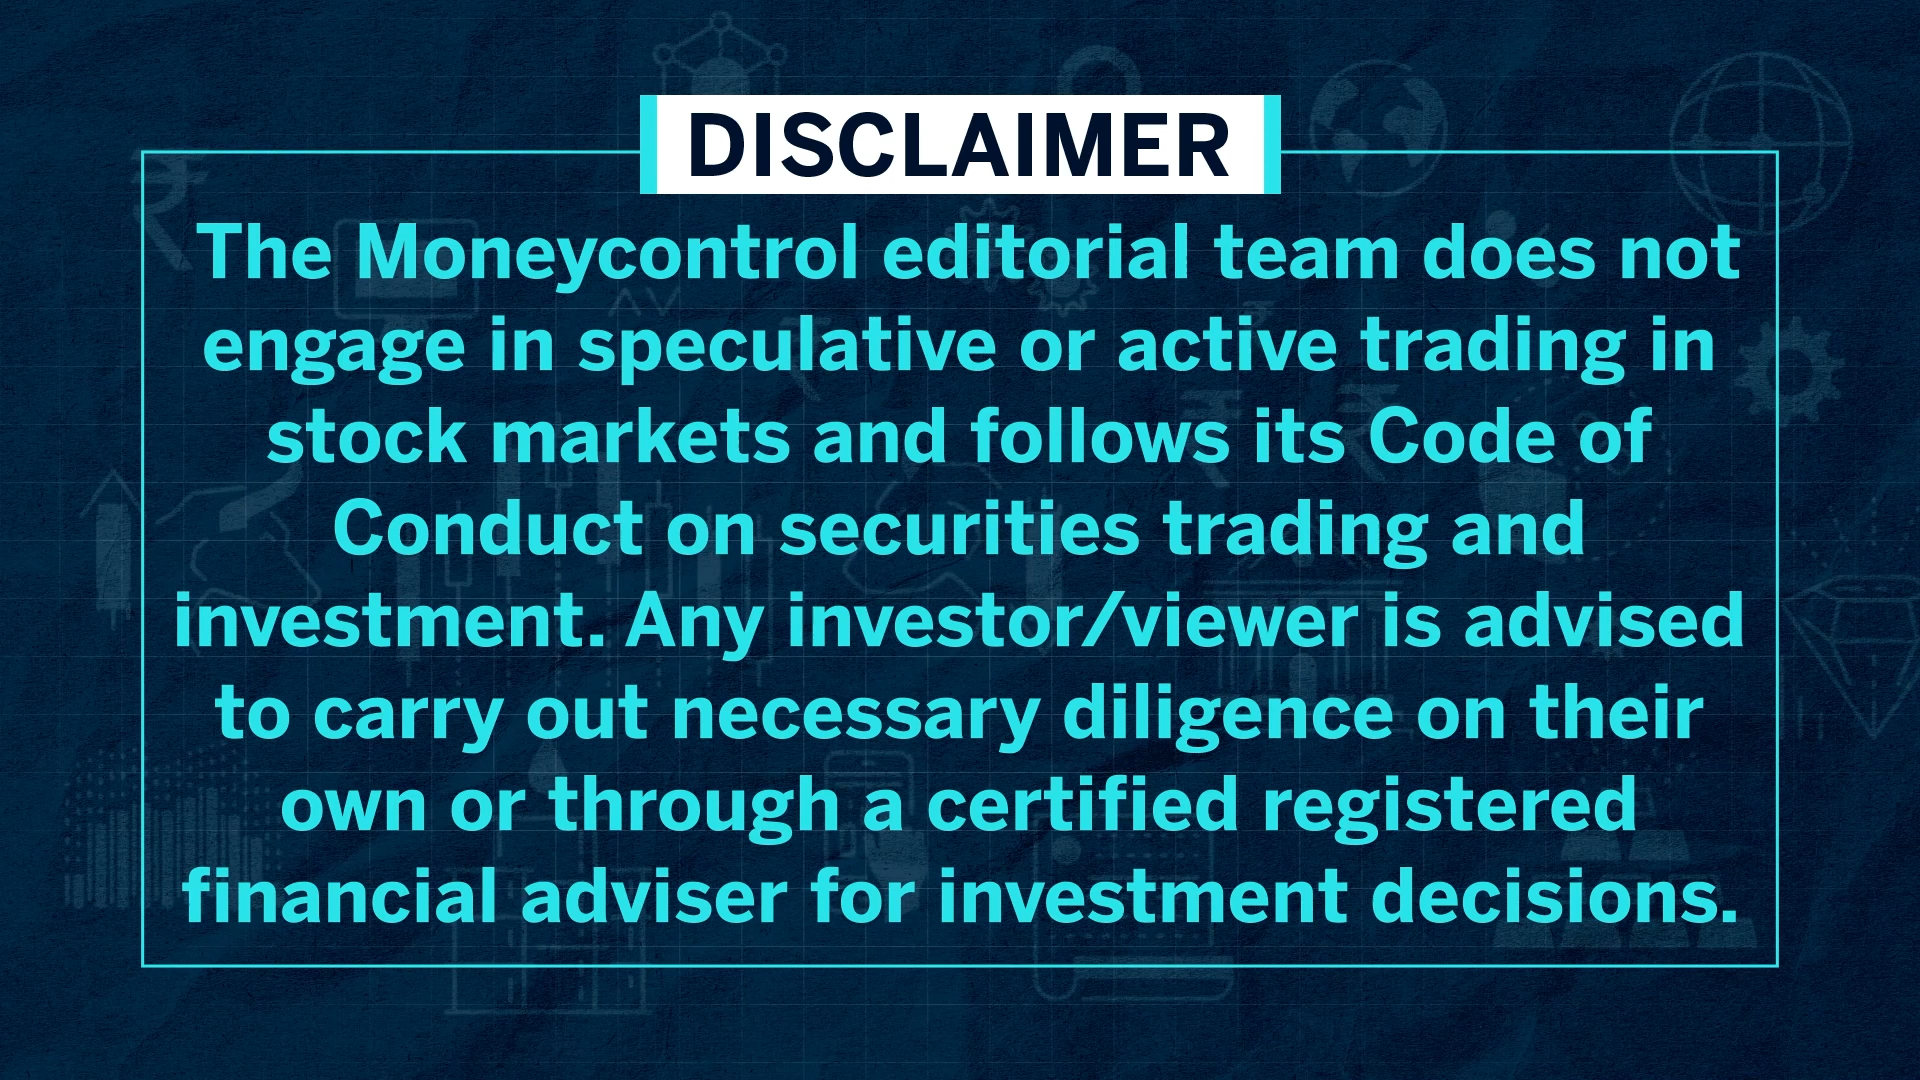 DISCLAIMER
The Moneycontrol editorial team does not
engage in speculative or active trading in
stock markets and follows its Code of
Conduct on securities trading and
investment. Any investor/viewer is advised
to carry out necessary diligence on their
own or through a certified registered
financial adviser for investment decisions.